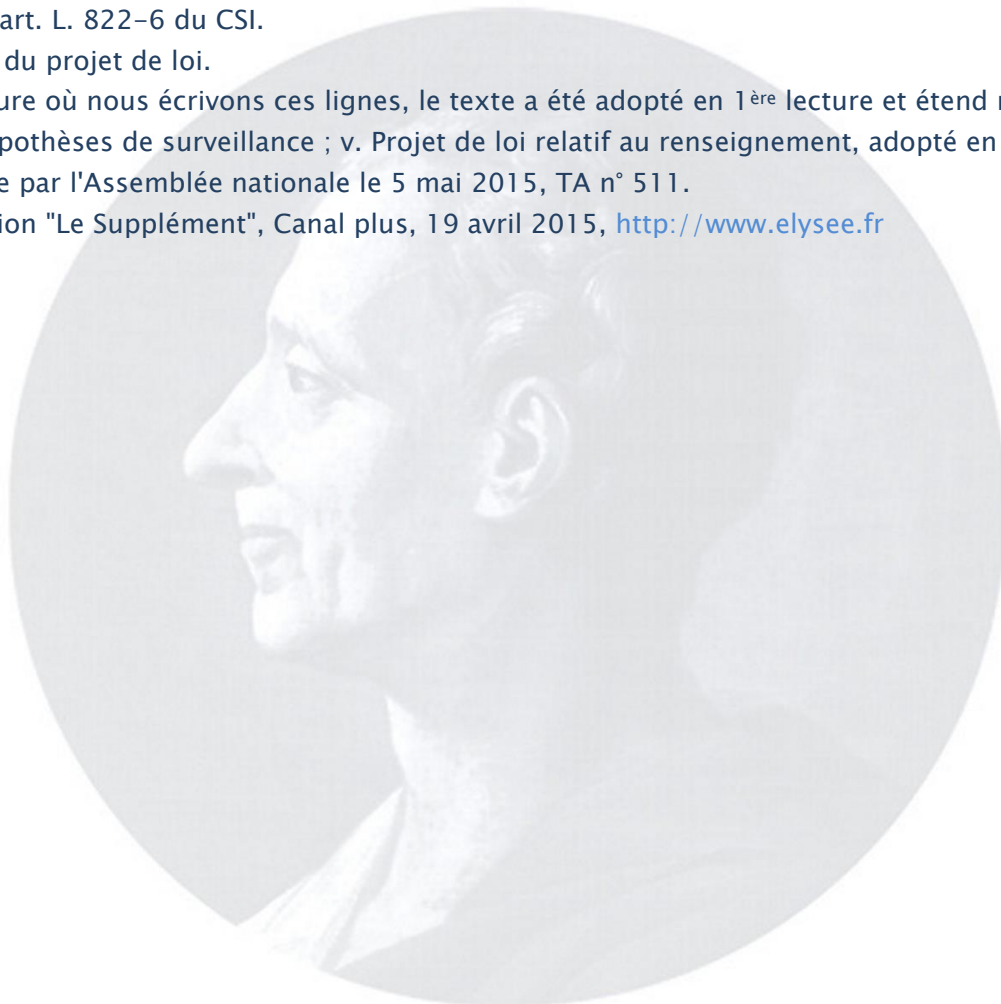 art. L. 822-6 du CSI.
du projet de loi.
ure où nous écrivons ces lignes, le texte a été adopté en 1ère lecture et étend
pothèses de surveillance ; v. Projet de loi relatif au renseignement, adopté en
e par l'Assemblée nationale le 5 mai 2015, TA n° 511.
ion "Le Supplément", Canal plus, 19 avril 2015, http://www.elysee.fr